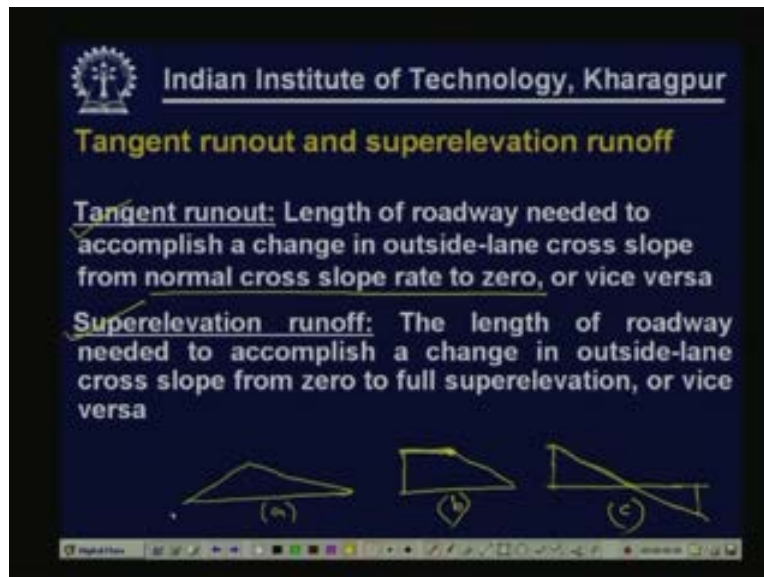 Indian Institute of Technology, Kharagpur
Tangent runout and superelevation runoff
Tangent runout: Length of roadway needed to
accomplish a change in outside-lane cross slope
from normal cross slope rate to zero, or vice versa
Superelevation runoff: The length of roadway
needed to accomplish a change in outside-lane
cross slope from zero to full superelevation, or vice
versa
(a) (b) (c)